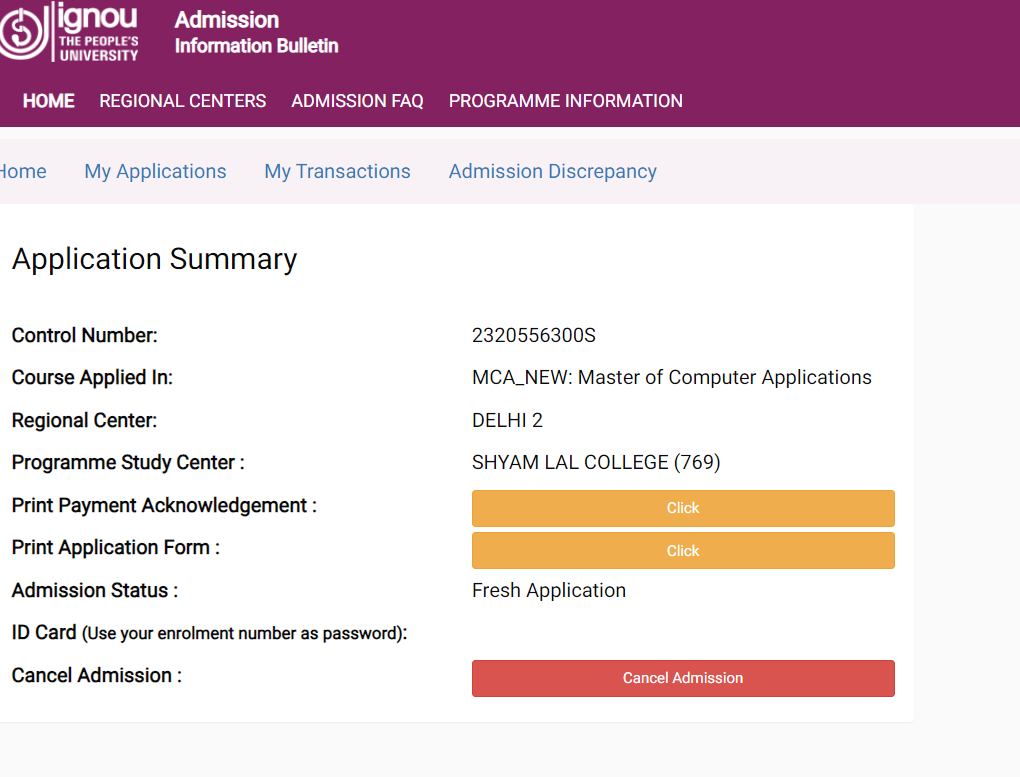 ignou
THE PEOPLE'S
UNIVERSITY
Admission
Information Bulletin
HOME REGIONAL CENTERS ADMISSION FAQ PROGRAMME INFORMATION
Home My Applications My Transactions Admission Discrepancy
Application Summary
Control Number: 2320556300S
Course Applied In: MCA_NEW: Master of Computer Applications
Regional Center: DELHI 2
Programme Study Center : SHYAM LAL COLLEGE (769)
Print Payment Acknowledgement : Click
Print Application Form : Click
Admission Status : Fresh Application
ID Card (Use your enrolment number as password):
Cancel Admission : Cancel Admission